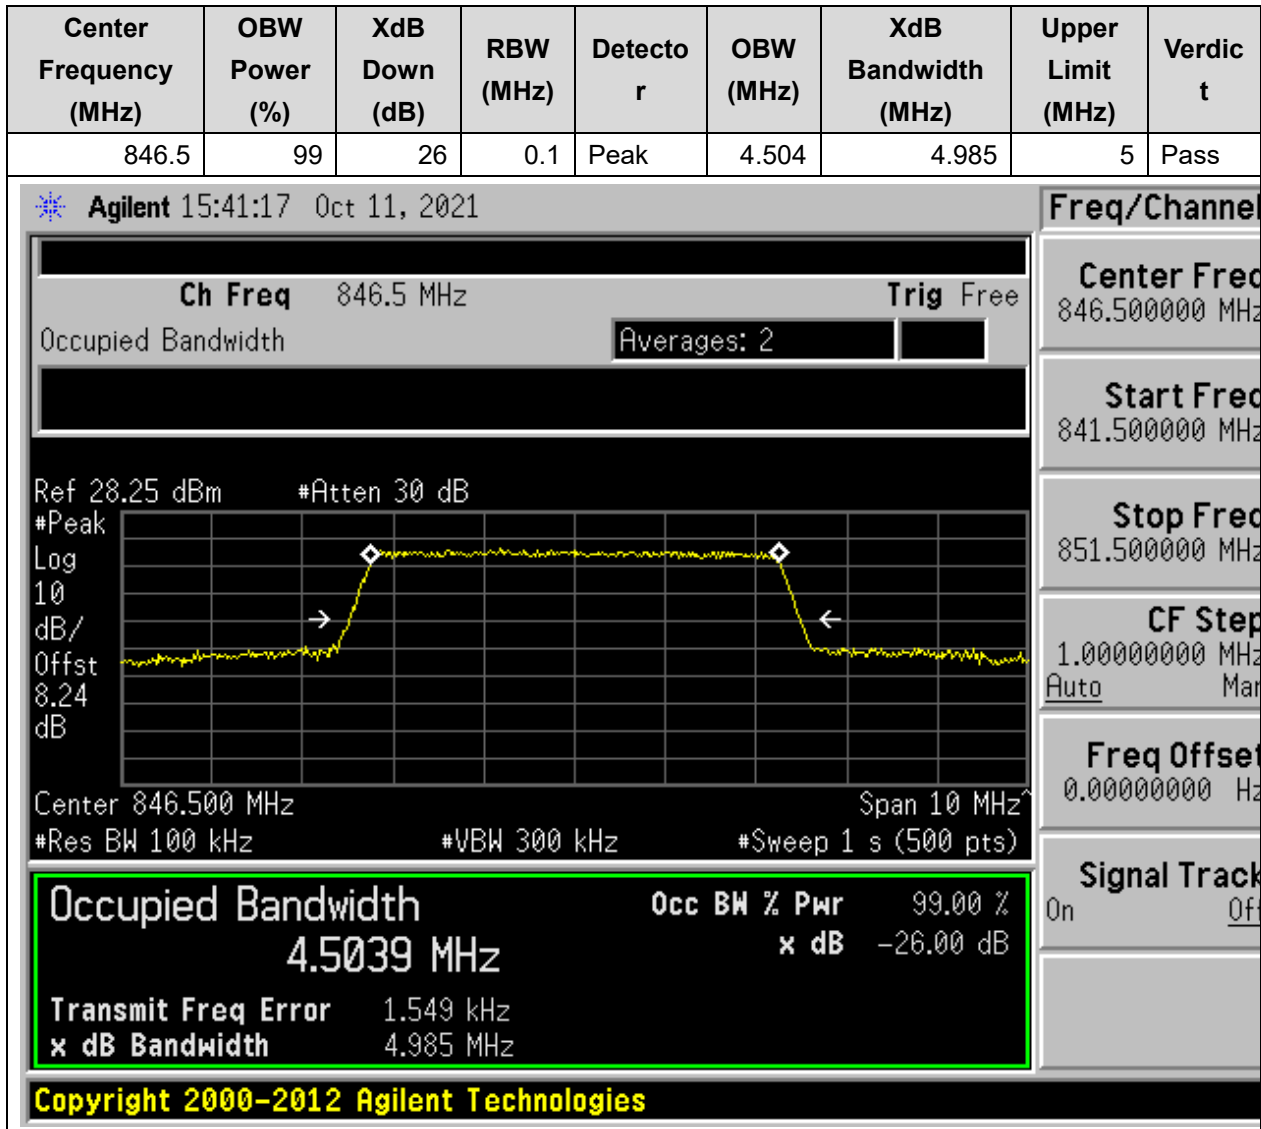 Center Frequency (MHz) OBW Power (%) XdB Down (dB) RBW (MHz) Detecto r OBW (MHz) XdB Bandwidth (MHz) Upper Limit (MHz) Verdic t
846.5 99 26 0.1 Peak 4.504 4.985 5 Pass
Agilent 15:41:17 Oct 11, 2021
Freq/Channel
Ch Freq 846.5 MHz Trig Free
Occupied Bandwidth Averages: 2
Center Freq
846.500000 MHz
Start Freq
841.500000 MHz
Stop Freq
851.500000 MHz
CF Step
1.00000000 MHz
Auto Man
Freq Offset
0.00000000 Hz
Signal Track
On Off
Ref 28.25 dBm #Atten 30 dB
#Peak
Log
10
dB/
Offst
8.24
dB
Center 846.500 MHz Span 10 MHz^
#Res BW 100 kHz #VBW 300 kHz #Sweep 1 s (500 pts)
Occupied Bandwidth Occ BW % Pwr 99.00 %
4.5039 MHz x dB -26.00 dB
Transmit Freq Error 1.549 kHz
x dB Bandwidth 4.985 MHz
Copyright 2000-2012 Agilent Technologies